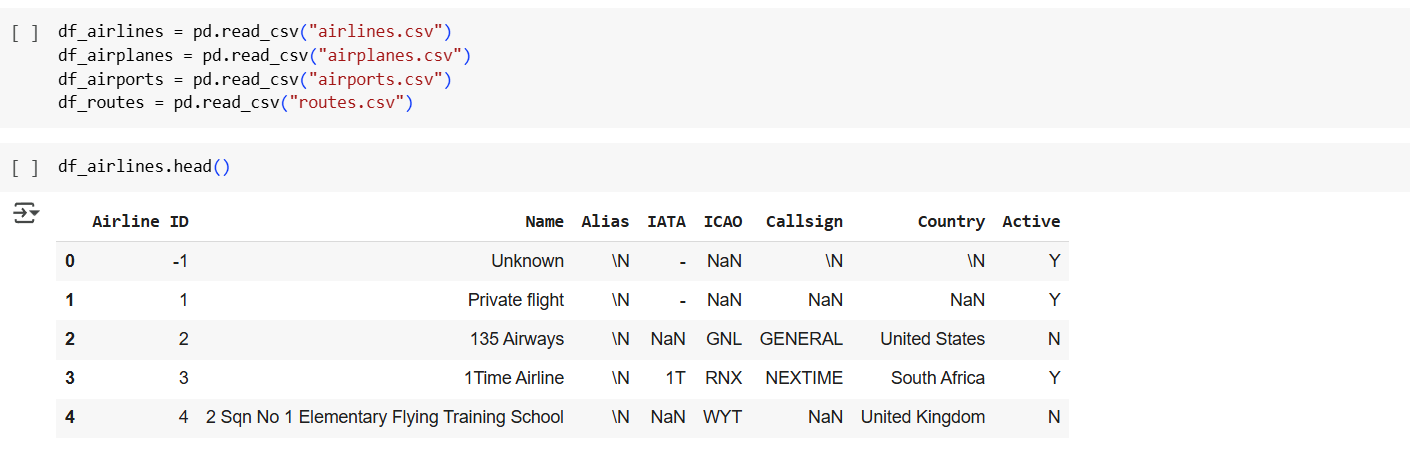 [ ] df_airlines = pd.read_csv("airlines.csv")
df_airplanes = pd.read_csv("airplanes.csv")
df_airports = pd.read_csv("airports.csv")
df_routes = pd.read_csv("routes.csv")
[ ] df_airlines.head()
Airline ID Name Alias IATA ICAO Callsign Country Active
0 -1 Unknown \N - NaN \N \N Y
1 1 Private flight \N - NaN NaN NaN Y
2 2 135 Airways \N NaN GNL GENERAL United States N
3 3 1Time Airline \N 1T RNX NEXTIME South Africa Y
4 4 2 Sqn No 1 Elementary Flying Training School \N NaN WYT NaN United Kingdom N